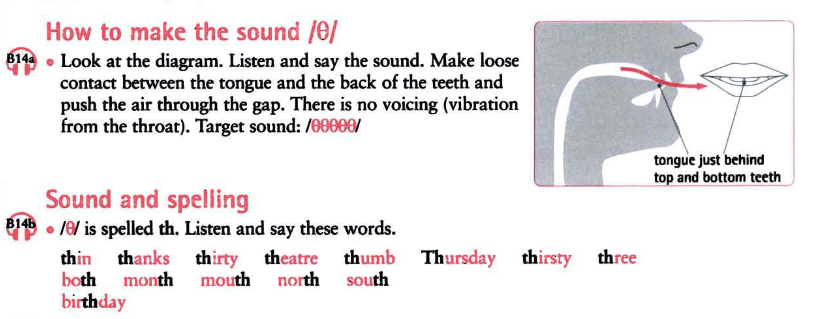 How to make the sound /θ/
B14a • Look at the diagram. Listen and say the sound. Make loose
contact between the tongue and the back of the teeth and
push the air through the gap. There is no voicing (vibration
from the throat). Target sound: /θθθθθ/
tongue just behind
top and bottom teeth
Sound and spelling
B14b • /θ/ is spelled th. Listen and say these words.
thin thanks thirty theatre thumb Thursday thirsty three
both month mouth north south
birthday